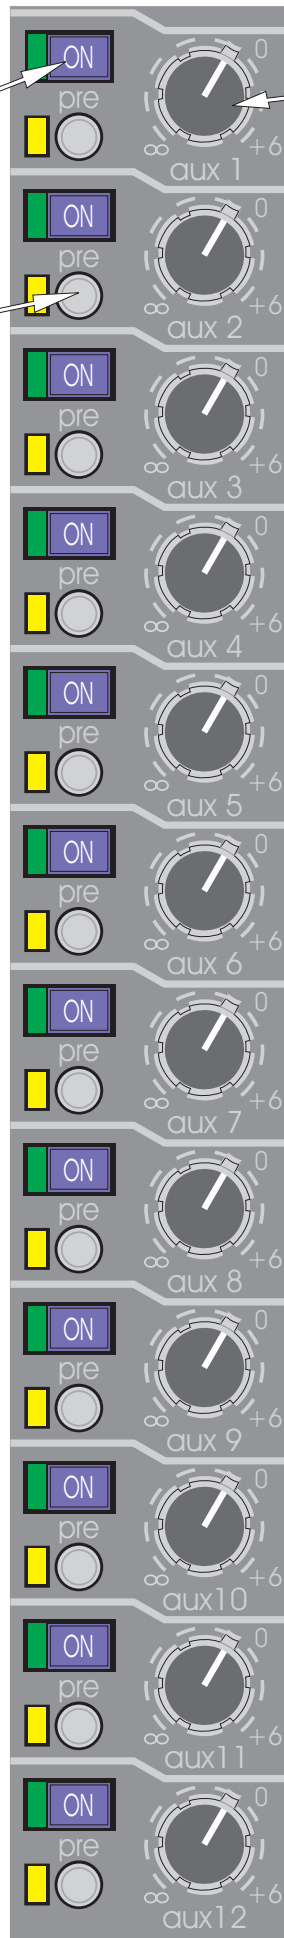 ON 0
pre
∞ +6
aux 1
ON 0
pre
∞ +6
aux 2
ON 0
pre
∞ +6
aux 3
ON 0
pre
∞ +6
aux 4
ON 0
pre
∞ +6
aux 5
ON 0
pre
∞ +6
aux 6
ON 0
pre
∞ +6
aux 7
ON 0
pre
∞ +6
aux 8
ON 0
pre
∞ +6
aux 9
ON 0
pre
∞ +6
aux10
ON 0
pre
∞ +6
aux11
ON 0
pre
∞ +6
aux12